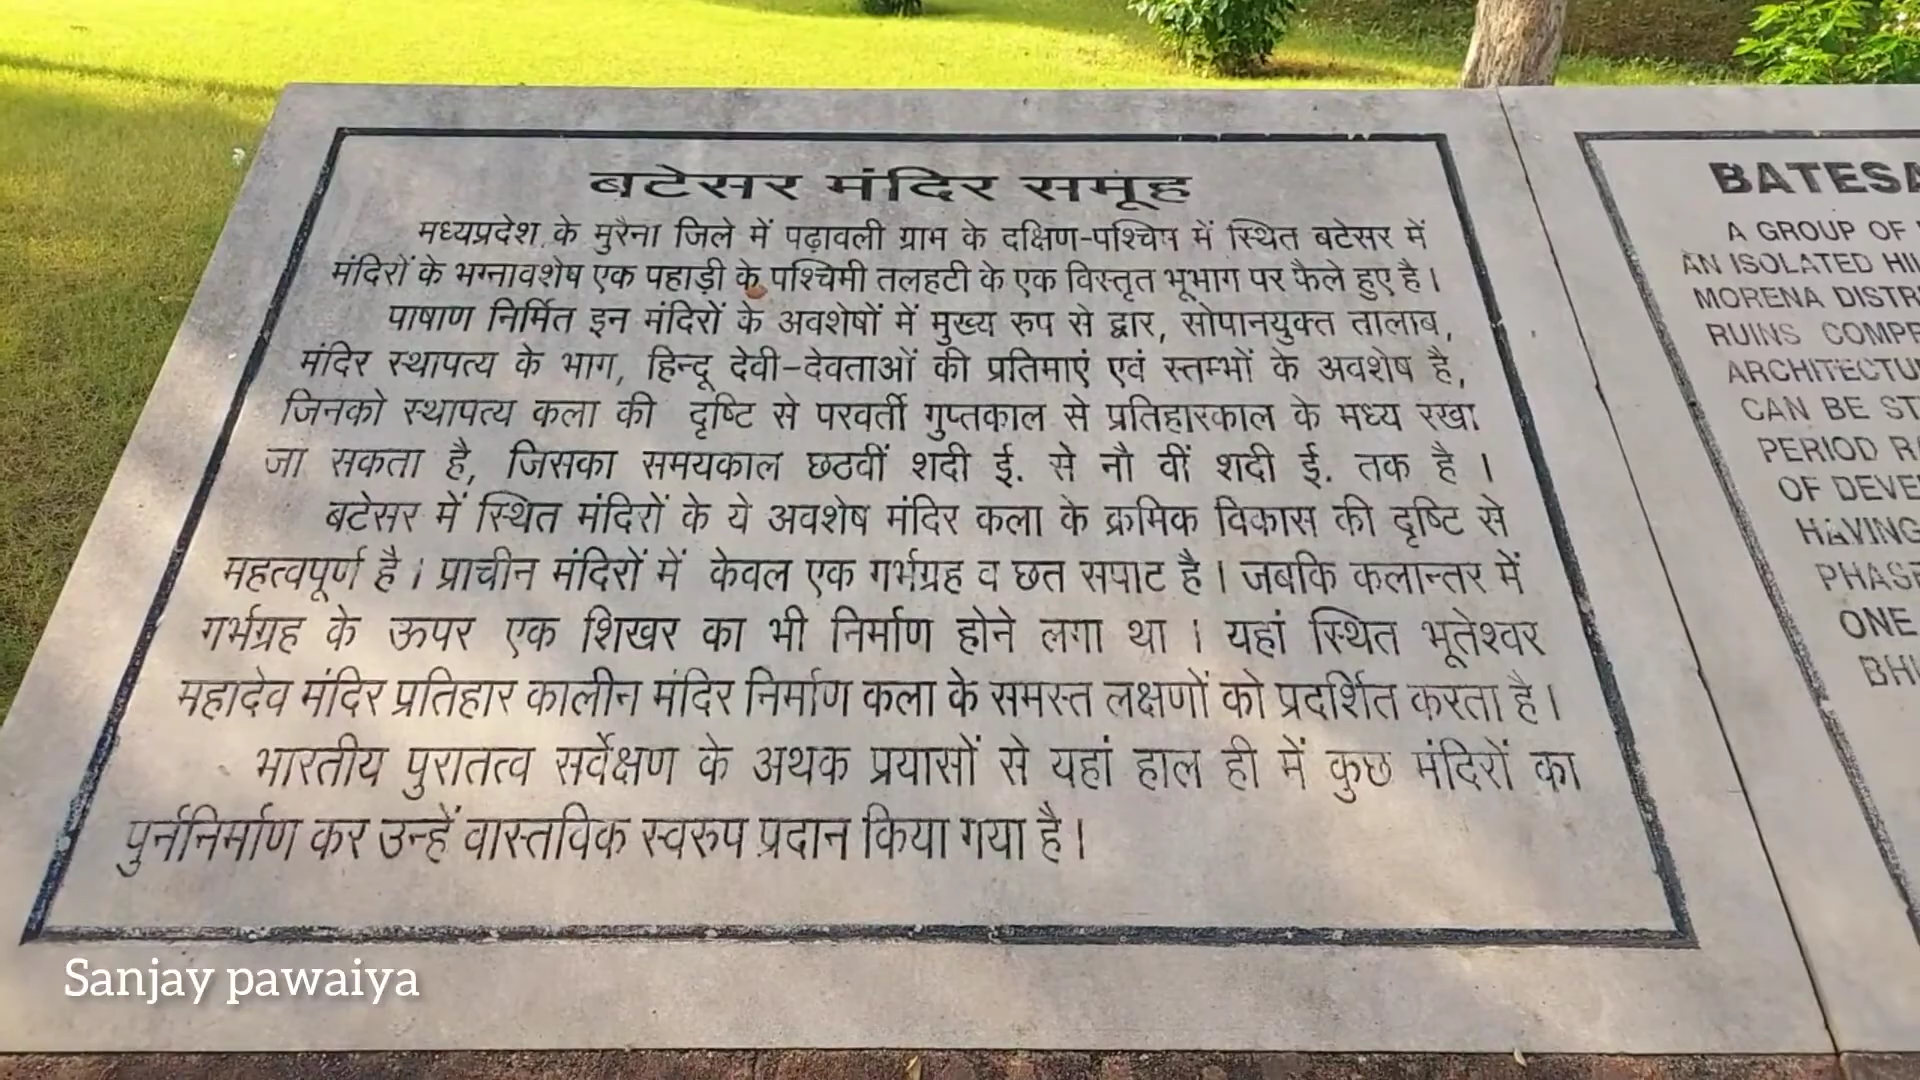 बटेसर मंदिर समूह
मध्यप्रदेश के मुरैना जिले में पढ़ावली ग्राम के दक्षिण-पश्चिम में स्थित बटेसर में
मंदिरों के भग्नावशेष एक पहाड़ी के पश्चिमी तलहटी के एक विस्तृत भूभाग पर फैले हुए है।
पाषाण निर्मित इन मंदिरों के अवशेषों में मुख्य रुप से द्वार, सोपानयुक्त तालाब,
मंदिर स्थापत्य के भाग, हिन्दू देवी-देवताओं की प्रतिमाएं एवं स्तम्भों के अवशेष है,
जिनको स्थापत्य कला की दृष्टि से परवर्ती गुप्तकाल से प्रतिहारकाल के मध्य रखा
जा सकता है, जिसका समयकाल छठवीं शदी ई. से नौ वीं शदी ई. तक है ।
बटेसर में स्थित मंदिरों के ये अवशेष मंदिर कला के क्रमिक विकास की दृष्टि से
महत्वपूर्ण है । प्राचीन मंदिरों में केवल एक गर्भग्रह व छत सपाट है । जबकि कलान्तर में
गर्भग्रह के ऊपर एक शिखर का भी निर्माण होने लगा था । यहां स्थित भूतेश्वर
महादेव मंदिर प्रतिहार कालीन मंदिर निर्माण कला के समस्त लक्षणों को प्रदर्शित करता है।
भारतीय पुरातत्व सर्वेक्षण के अथक प्रयासों से यहां हाल ही में कुछ मंदिरों का
पुर्ननिर्माण कर उन्हें वास्तविक स्वरुप प्रदान किया गया है।
BATESA
A GROUP OF
AN ISOLATED HI
MORENA DISTR
RUINS COMPR
ARCHITECTU
CAN BE ST
PERIOD RA
OF DEVE
HAVING
PHASE
ONE
BH
Sanjay pawaiya